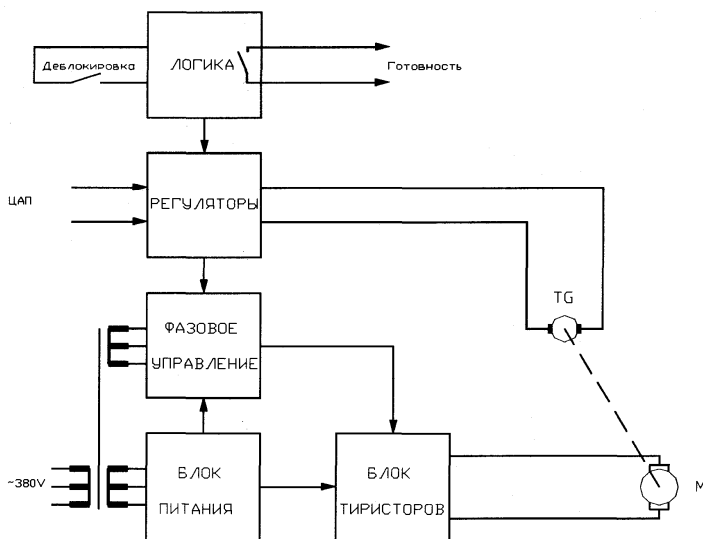 Деблокировка
ЛОГИКА
Готовность
ЦАП
РЕГУЛЯТОРЫ
TG
ФАЗОВОЕ
УПРАВЛЕНИЕ
~380V
БЛОК
ПИТАНИЯ
БЛОК
ТИРИСТОРОВ
M